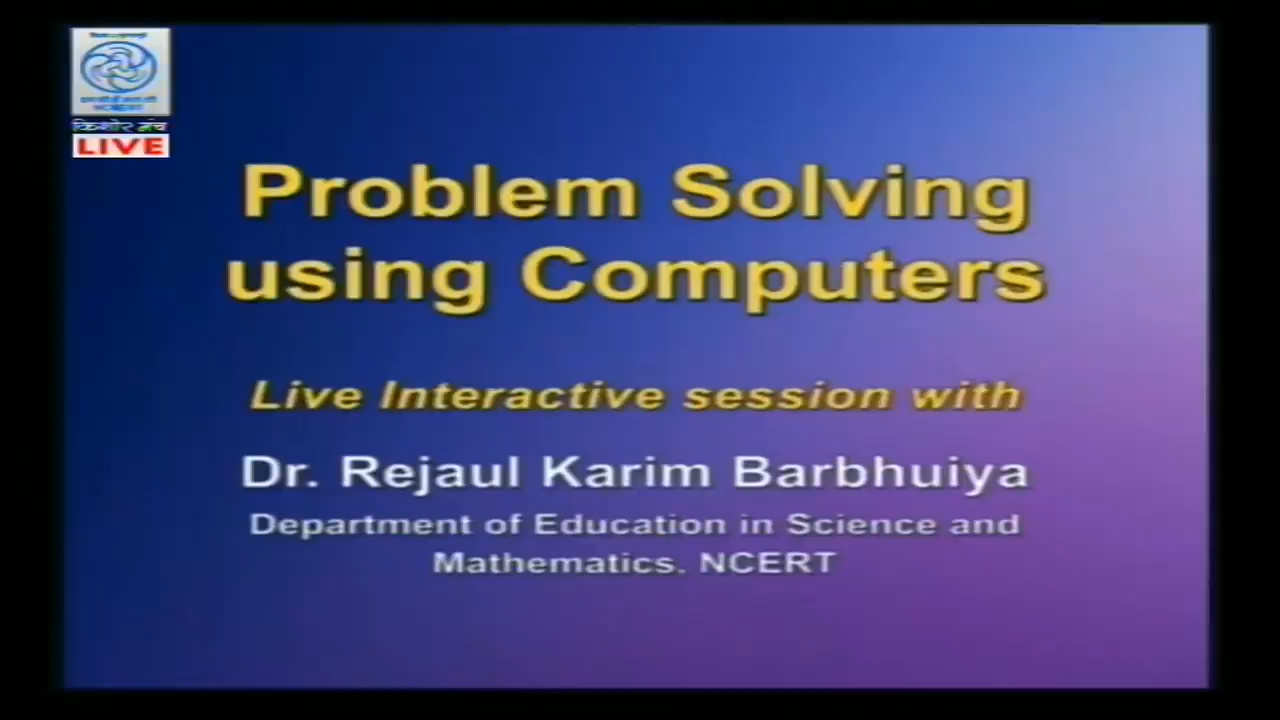 NCERT
किशोर मंच
LIVE
Problem Solving
using Computers
Live Interactive session with
Dr. Rejaul Karim Barbhuiya
Department of Education in Science and
Mathematics. NCERT